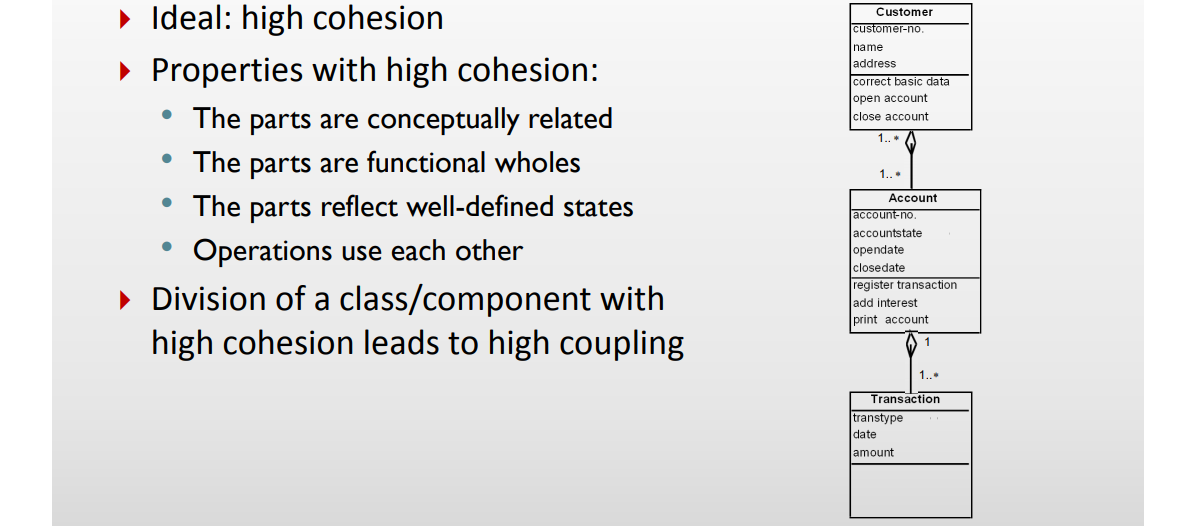 Ideal: high cohesion
Properties with high cohesion:
The parts are conceptually related
The parts are functional wholes
The parts reflect well-defined states
Operations use each other
Division of a class/component with
high cohesion leads to high coupling
Customer
customer-no.
name
address
correct basic data
open account
close account
1..*
1..*
Account
account-no.
accountstate
opendate
closedate
register transaction
add interest
print account
1
1..*
Transaction
transtype
date
amount